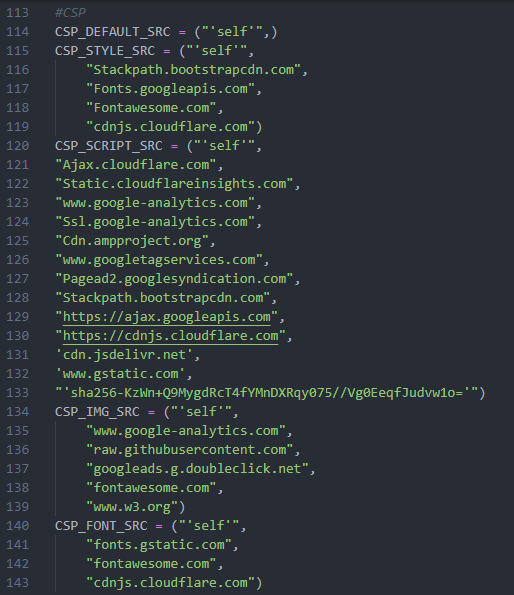 113 #CSP
114 CSP_DEFAULT_SRC = ("'self'",)
115 CSP_STYLE_SRC = ("'self'",
116 "Stackpath.bootstrapcdn.com",
117 "Fonts.googleapis.com",
118 "Fontawesome.com",
119 "cdnjs.cloudflare.com")
120 CSP_SCRIPT_SRC = ("'self'",
121 "Ajax.cloudflare.com",
122 "Static.cloudflareinsights.com",
123 "www.google-analytics.com",
124 "Ssl.google-analytics.com",
125 "Cdn.ampproject.org",
126 "www.googletagservices.com",
127 "Pagead2.googlesyndication.com",
128 "Stackpath.bootstrapcdn.com",
129 "https://ajax.googleapis.com",
130 "https://cdnjs.cloudflare.com",
131 'cdn.jsdelivr.net',
132 'www.gstatic.com',
133 "'sha256-KzWn+Q9MygdRcT4fYMnDXRqy075//Vg0EeqfJudvw1o='")
134 CSP_IMG_SRC = ("'self'",
135 "www.google-analytics.com",
136 "raw.githubusercontent.com",
137 "googleads.g.doubleclick.net",
138 "fontawesome.com",
139 "www.w3.org")
140 CSP_FONT_SRC = ("'self'",
141 "fonts.gstatic.com",
142 "fontawesome.com",
143 "cdnjs.cloudflare.com")